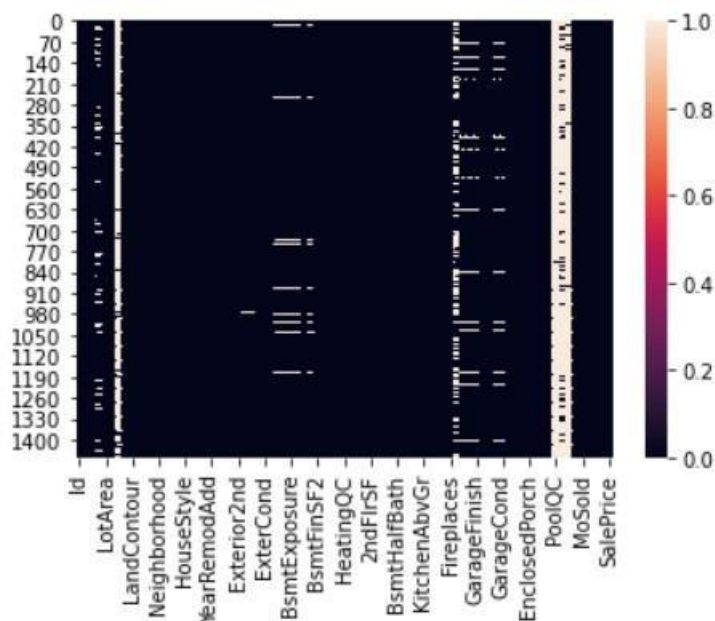 0
70
140
210
280
350
420
490
560
630
700
770
840
910
980
1050
1120
1190
1260
1330
1400
1.0
0.8
0.6
0.4
0.2
0.0
Id
LotArea
LandContour
Neighborhood
HouseStyle
YearRemodAdd
Exterior2nd
ExterCond
BsmtExposure
BsmtFinSF2
HeatingQC
2ndFlrSF
BsmtHalfBath
KitchenAbvGr
Fireplaces
GarageFinish
GarageCond
EnclosedPorch
PoolQC
MoSold
SalePrice